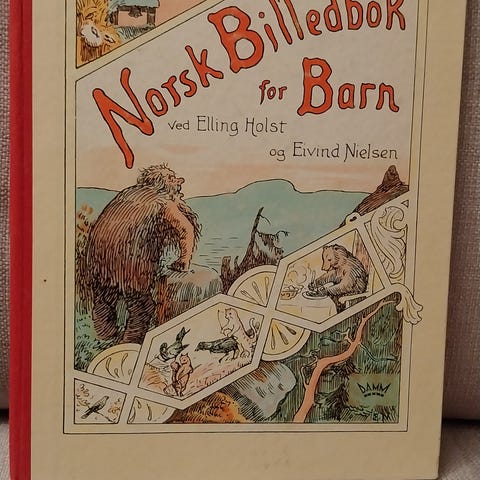 Norsk Billedbok
for Barn
ved Elling Holst
og Eivind Nielsen
DAMM